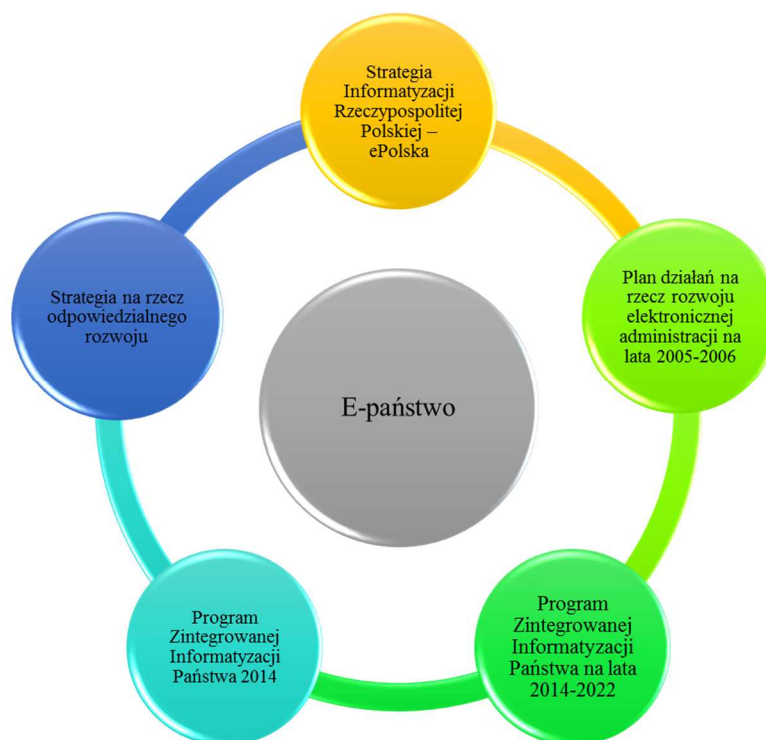 Strategia
Informatyzacji
Rzeczypospolitej
Polskiej –
ePolska
Plan działań na
rzecz rozwoju
elektronicznej
administracji na
lata 2005-2006
Program
Zintegrowanej
Informatyzacji
Państwa na lata
2014-2022
Program
Zintegrowanej
Informatyzacji
Państwa 2014
Strategia na rzecz
odpowiedzialnego
rozwoju
E-państwo